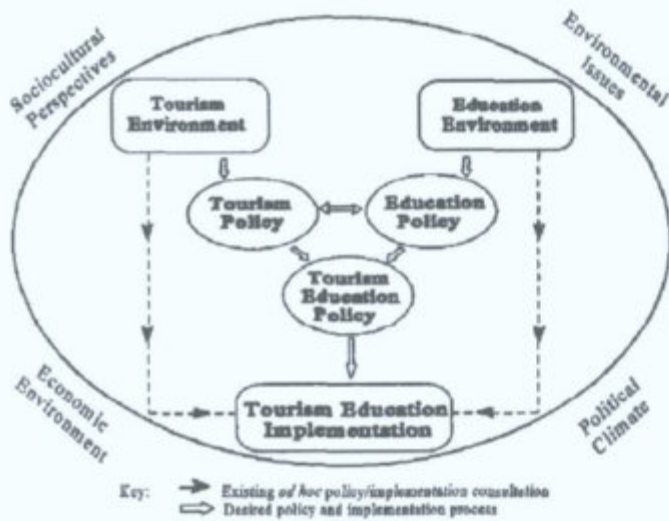 Sociocultural
Perspectives
Environmental
Issues
Tourism
Environment
Education
Environment
Tourism
Policy
Education
Policy
Tourism
Education
Policy
Economic
Environment
Tourism Education
Implementation
Political
Climate
Key:
Existing ad hoc policy/implementation consultation
Desired policy and implementation process